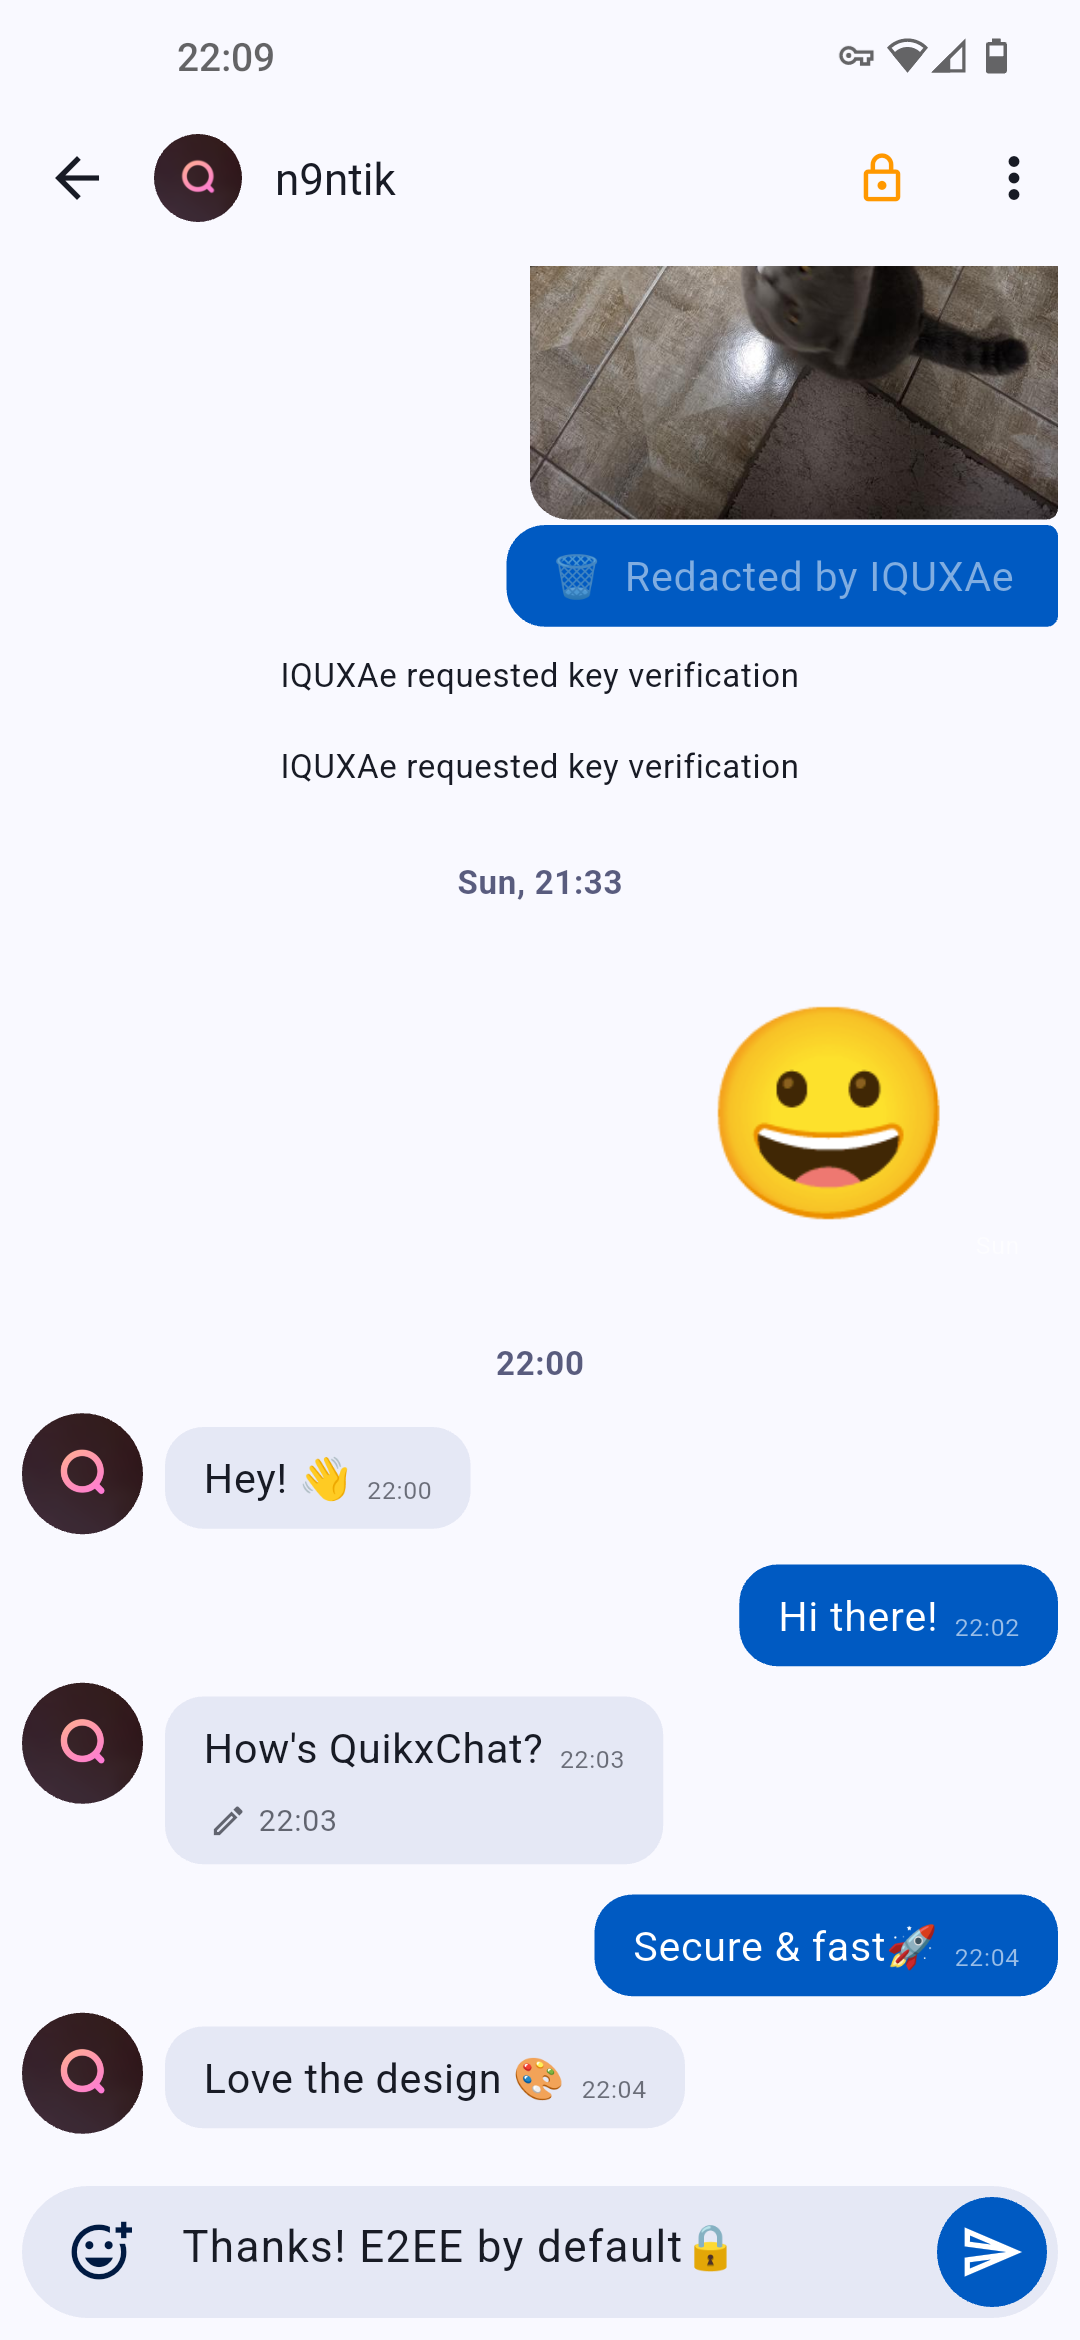 22:09
n9ntik
🗑️ Redacted by IQUXAe
IQUXAe requested key verification
IQUXAe requested key verification
Sun, 21:33
😀
22:00
Hey! 👋 22:00
Hi there! 22:02
How's QuikxChat? 22:03
22:03
Secure & fast🚀 22:04
Love the design 🎨 22:04
Thanks! E2EE by default🔒